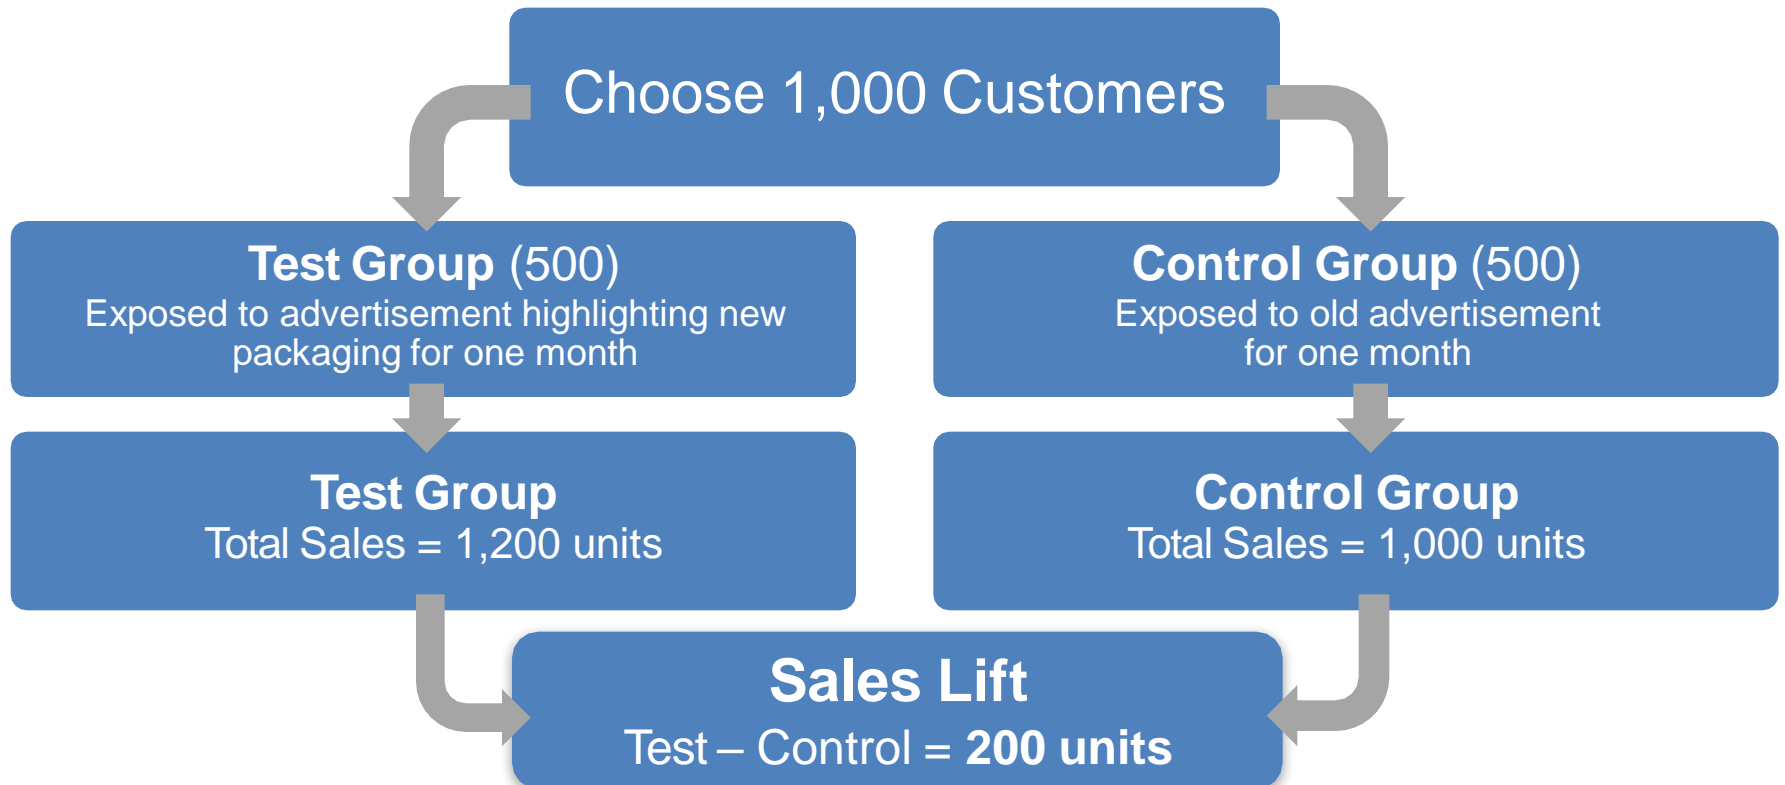 Choose 1,000 Customers
Test Group (500)
Exposed to advertisement highlighting new
packaging for one month
Control Group (500)
Exposed to old advertisement
for one month
Test Group
Total Sales = 1,200 units
Control Group
Total Sales = 1,000 units
Sales Lift
Test – Control = 200 units